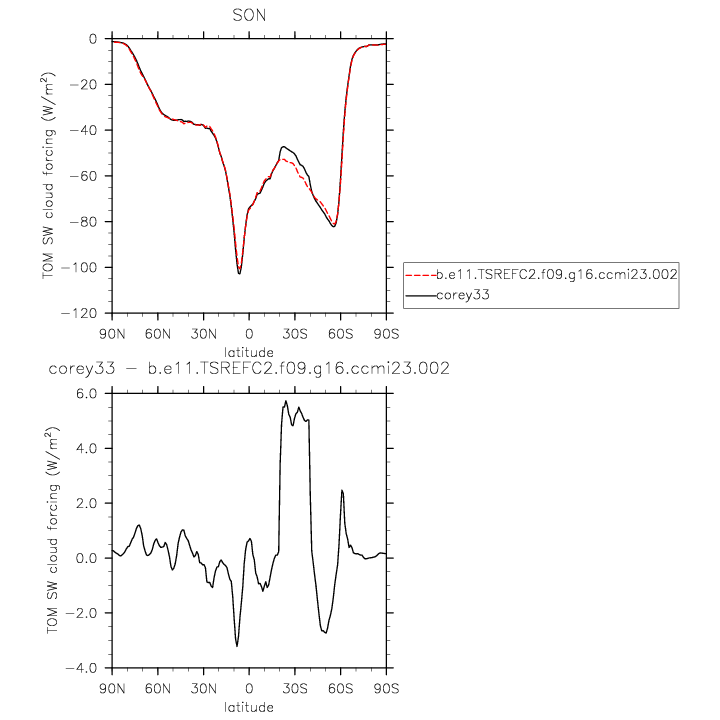 SON
TOM SW cloud forcing (W/m²)
0
−20
−40
−60
−80
−100
−120
90N 60N 30N 0 30S 60S 90S
latitude
b.e11.TSREFC2.f09.g16.ccmi23.002
corey33
corey33 − b.e11.TSREFC2.f09.g16.ccmi23.002
TOM SW cloud forcing (W/m²)
6.0
4.0
2.0
0.0
−2.0
−4.0
90N 60N 30N 0 30S 60S 90S
latitude